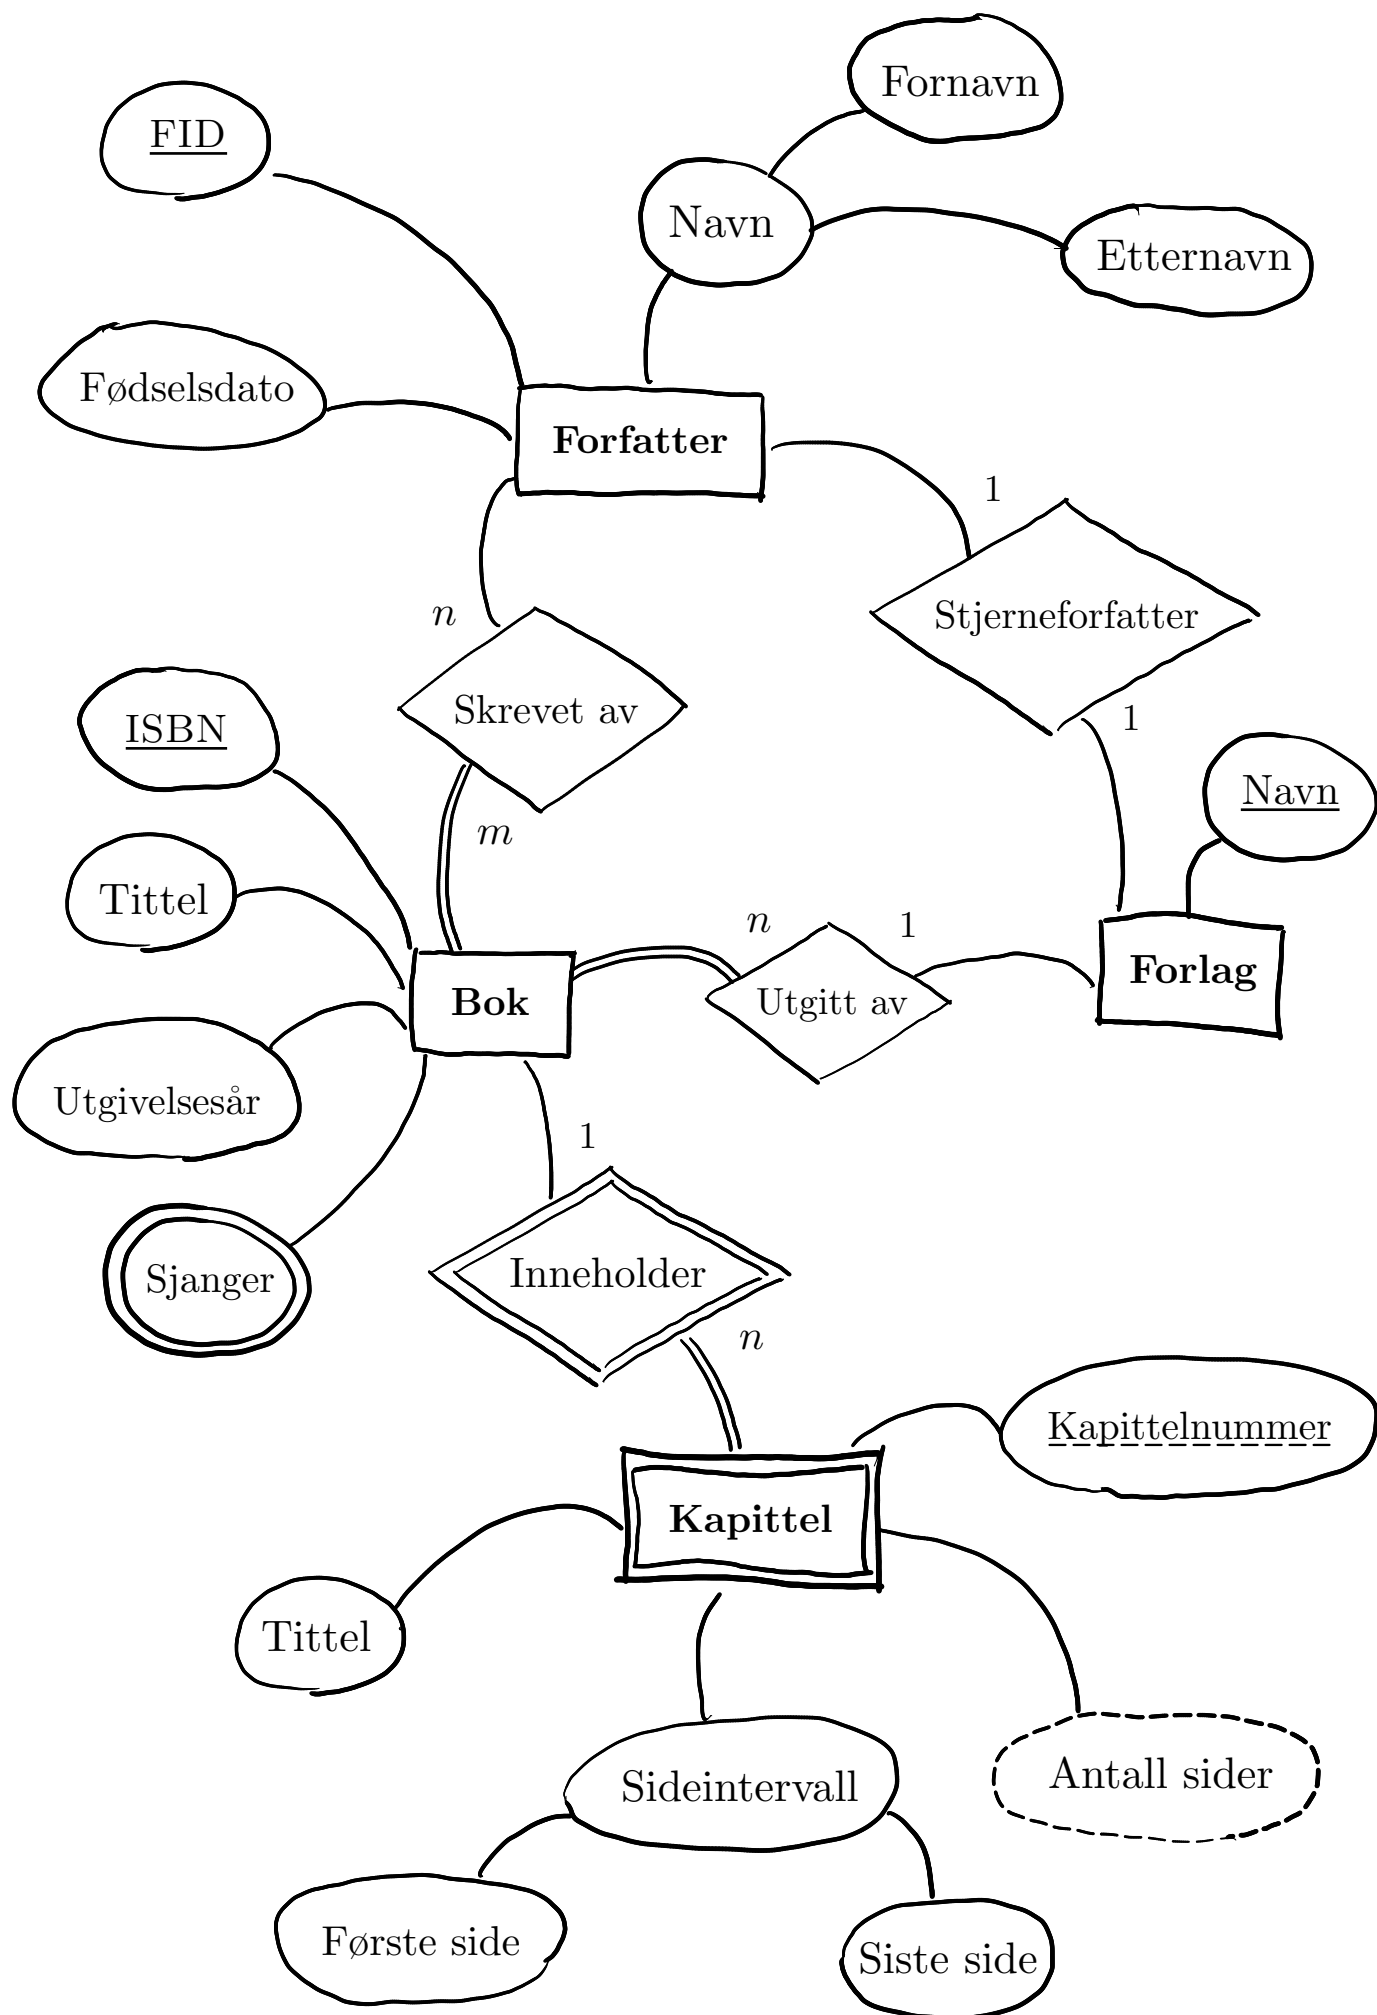 Fornavn
FID
Navn
Etternavn
Fødselsdato
Forfatter
1
n
Stjerneforfatter
Skrevet av
1
ISBN
Navn
m
Tittel
n
1
Bok
Utgitt av
Forlag
Utgivelsesår
1
Sjanger
Inneholder
n
Kapittelnummer
Kapittel
Tittel
Sideintervall
Antall sider
Første side
Siste side